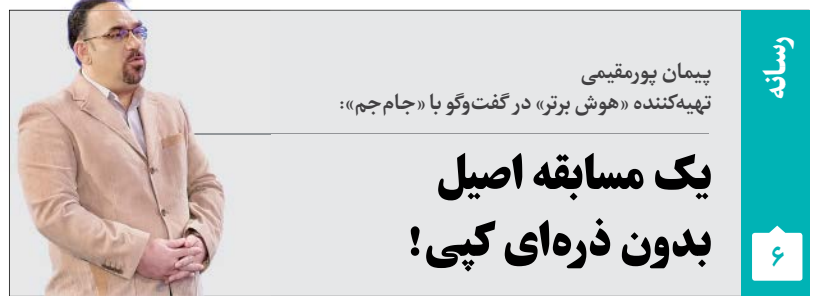 رسانه
پیمان پورمقیمی
تهیه‌کننده «هوش برتر» در گفت‌وگو با «جام‌جم»:
یک مسابقه اصیل
بدون ذره‌ای کپی!
۶